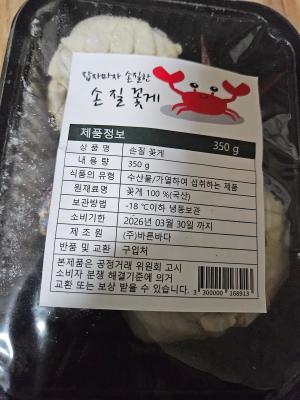 잡자마자 손질한
손질꽃게
제품정보 350 g
상 품 명 손질 꽃게
내 용 량 350 g
식품의 유형 수산물/가열하여 섭취하는 제품
원재료명 꽃게 100 %(국산)
보관방법 -18 ℃이하 냉동보관
소비기한 2026년 03월 30일 까지
제 조 원 (주)바른바다
반품 및 교환 구입처
본제품은 공정거래 위원회 고시
소비자 분쟁 해결기준에 의거
교환 또는 보상 받을 수 있습니다.
3 300000 168913